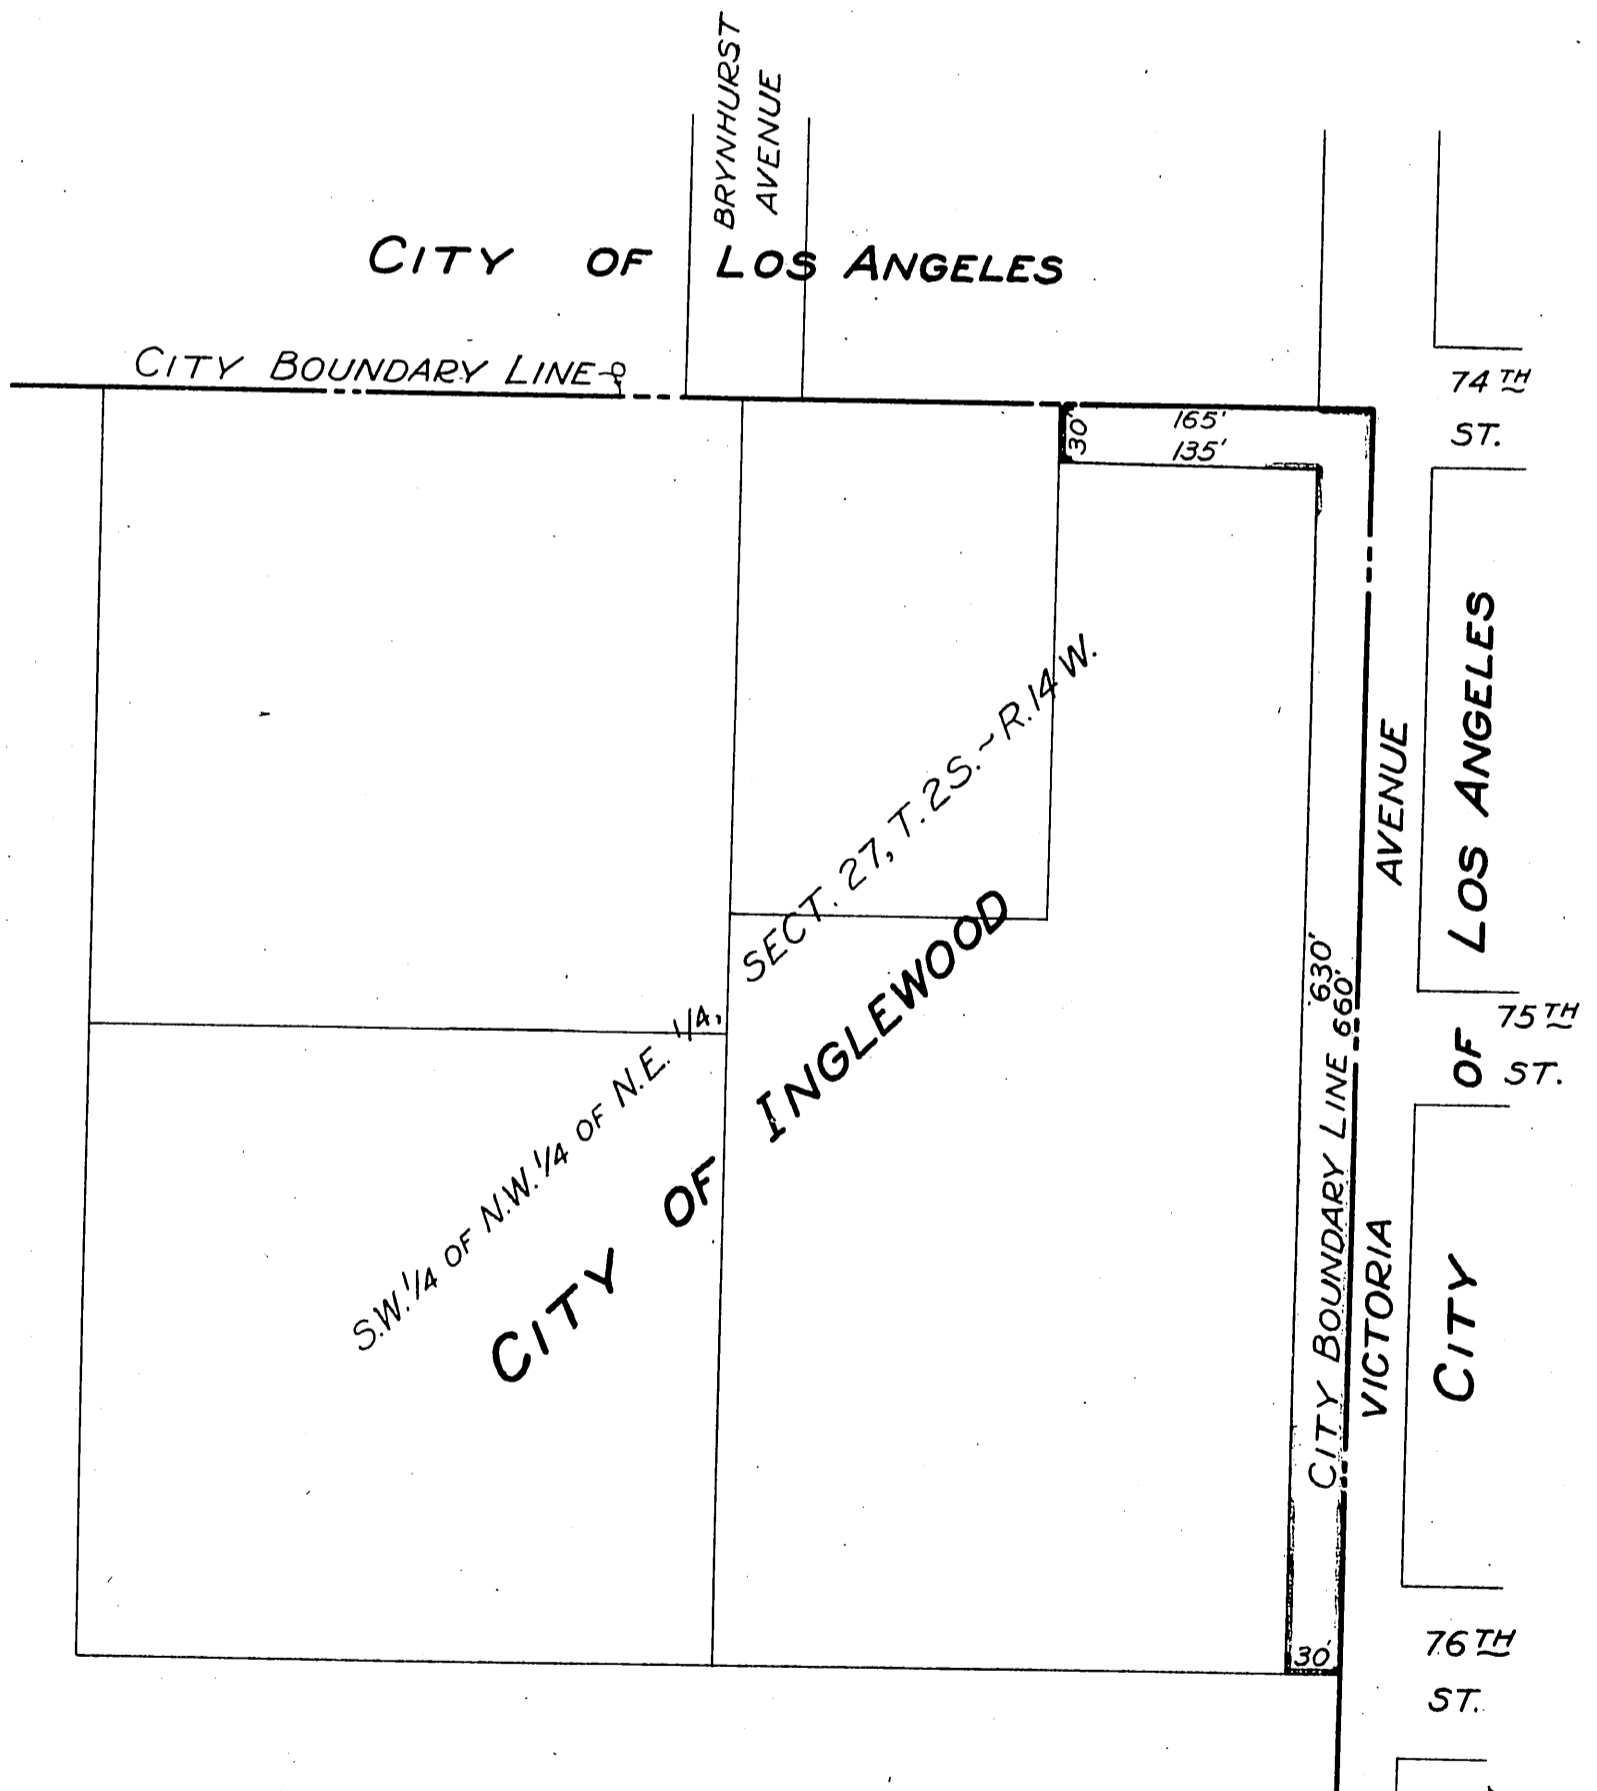 BRYNHURST
AVENUE
CITY OF LOS ANGELES
CITY BOUNDARY LINE
74TH
ST.
165'
135'
30'
AVENUE
VICTORIA
CITY OF LOS ANGELES
75TH
ST.
S.W. 1/4 OF N.W. 1/4 OF N.E. 1/4, SECT. 27, T. 2S. ~ R. 14 W.
CITY OF INGLEWOOD
630'
CITY BOUNDARY LINE 660'
30'
76TH
ST.